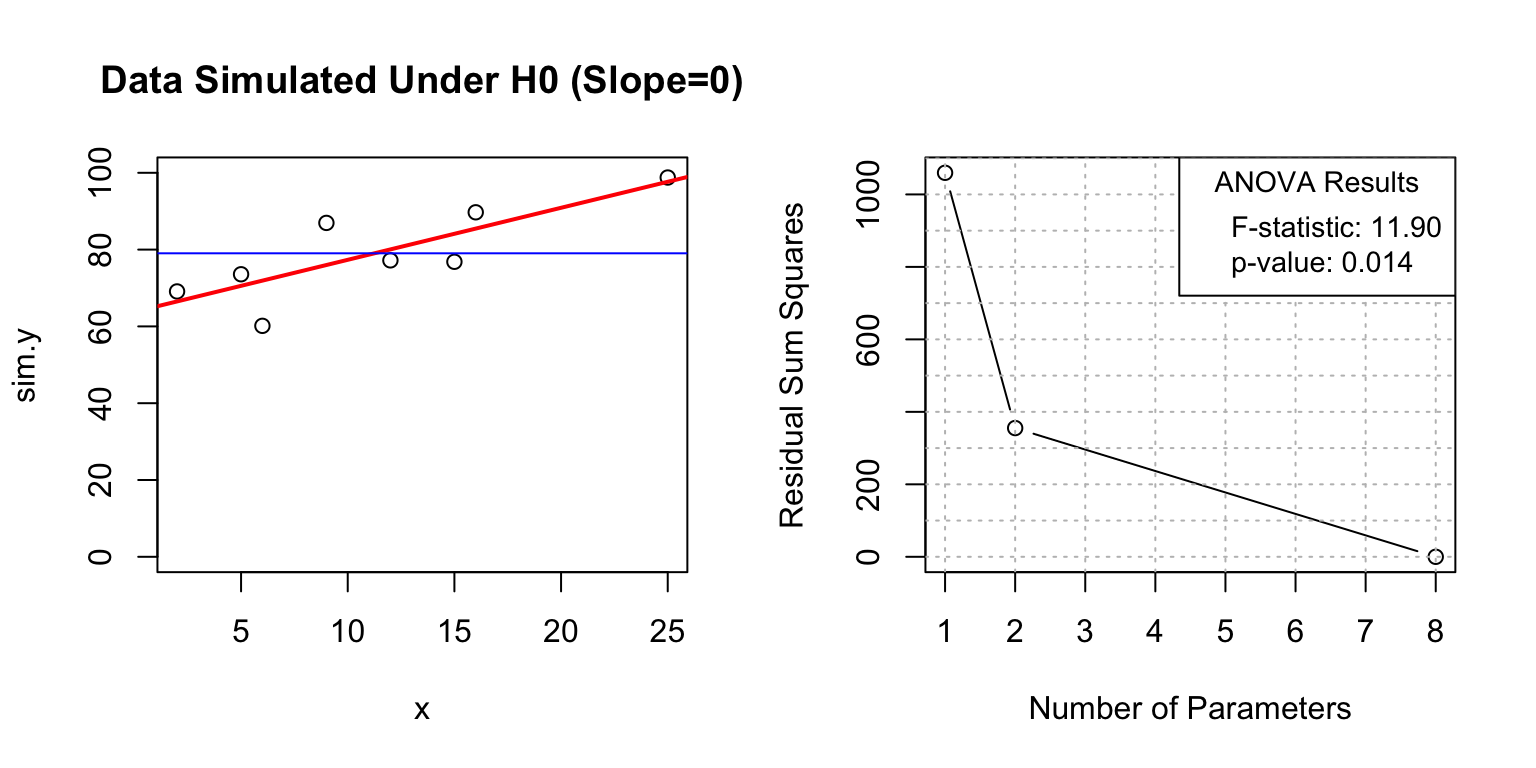 Data Simulated Under H0 (Slope=0)
sim.y
0
20
40
60
80
100
5
10
15
20
25
x
Residual Sum Squares
0
200
600
1000
ANOVA Results
F-statistic: 11.90
p-value: 0.014
1
2
3
4
5
6
7
8
Number of Parameters